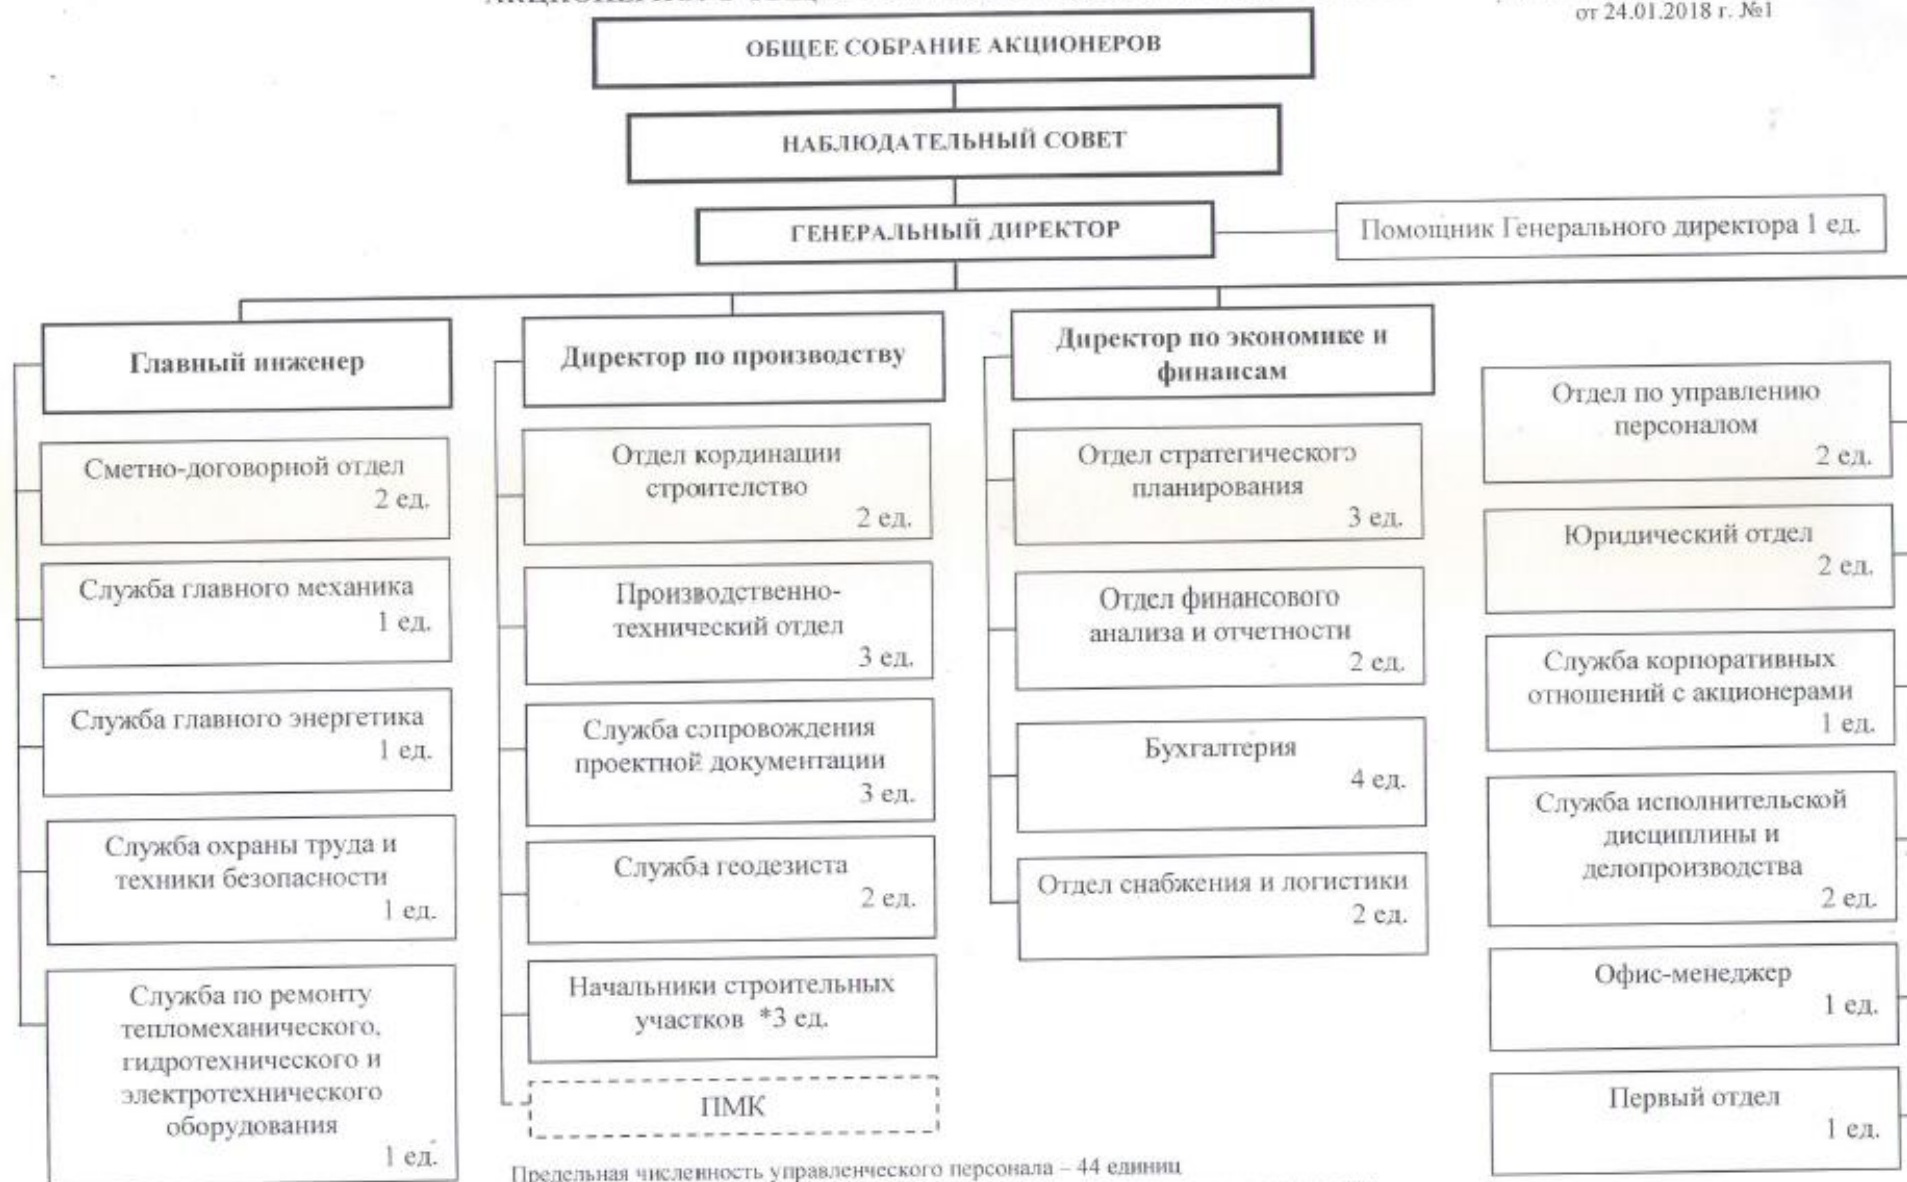 от 24.01.2018 г. №1
ОБЩЕЕ СОБРАНИЕ АКЦИОНЕРОВ
НАБЛЮДАТЕЛЬНЫЙ СОВЕТ
ГЕНЕРАЛЬНЫЙ ДИРЕКТОР
Помощник Генерального директора 1 ед.
Главный инженер
Сметно-договорной отдел
2 ед.
Служба главного механика
1 ед.
Служба главного энергетика
1 ед.
Служба охраны труда и
техники безопасности
1 ед.
Служба по ремонту
тепломеханического,
гидротехнического и
электротехнического
оборудования
1 ед.
Директор по производству
Отдел кординации
строителство
2 ед.
Производственно-
технический отдел
3 ед.
Служба сопровождения
проектной документации
3 ед.
Служба геодезиста
2 ед.
Начальники строительных
участков *3 ед.
ПМК
Директор по экономике и
финансам
Отдел стратегического
планирования
3 ед.
Отдел финансового
анализа и отчетности
2 ед.
Бухгалтерия
4 ед.
Отдел снабжения и логистики
2 ед.
Отдел по управлению
персоналом
2 ед.
Юридический отдел
2 ед.
Служба корпоративных
отношений с акционерами
1 ед.
Служба исполнительской
дисциплины и
делопроизводства
2 ед.
Офис-менеджер
1 ед.
Первый отдел
1 ед.
Предельная численность управленческого персонала – 44 единиц